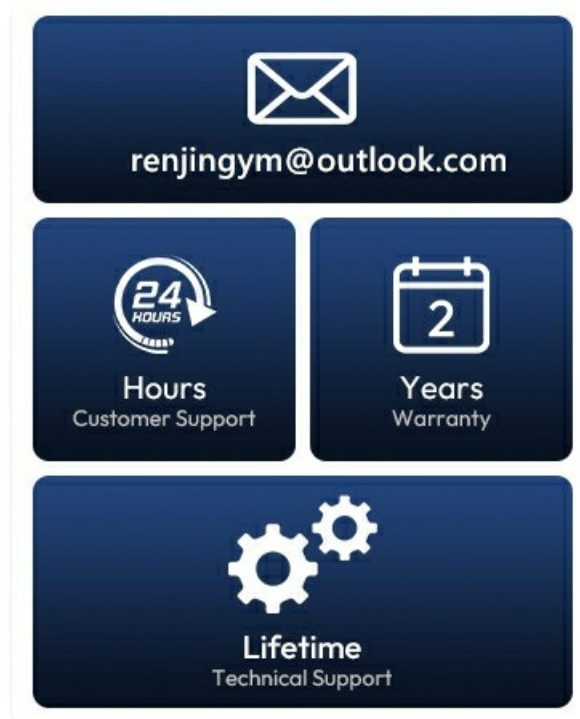 renjingym@outlook.com
24
HOURS
Hours
Customer Support
2
Years
Warranty
Lifetime
Technical Support